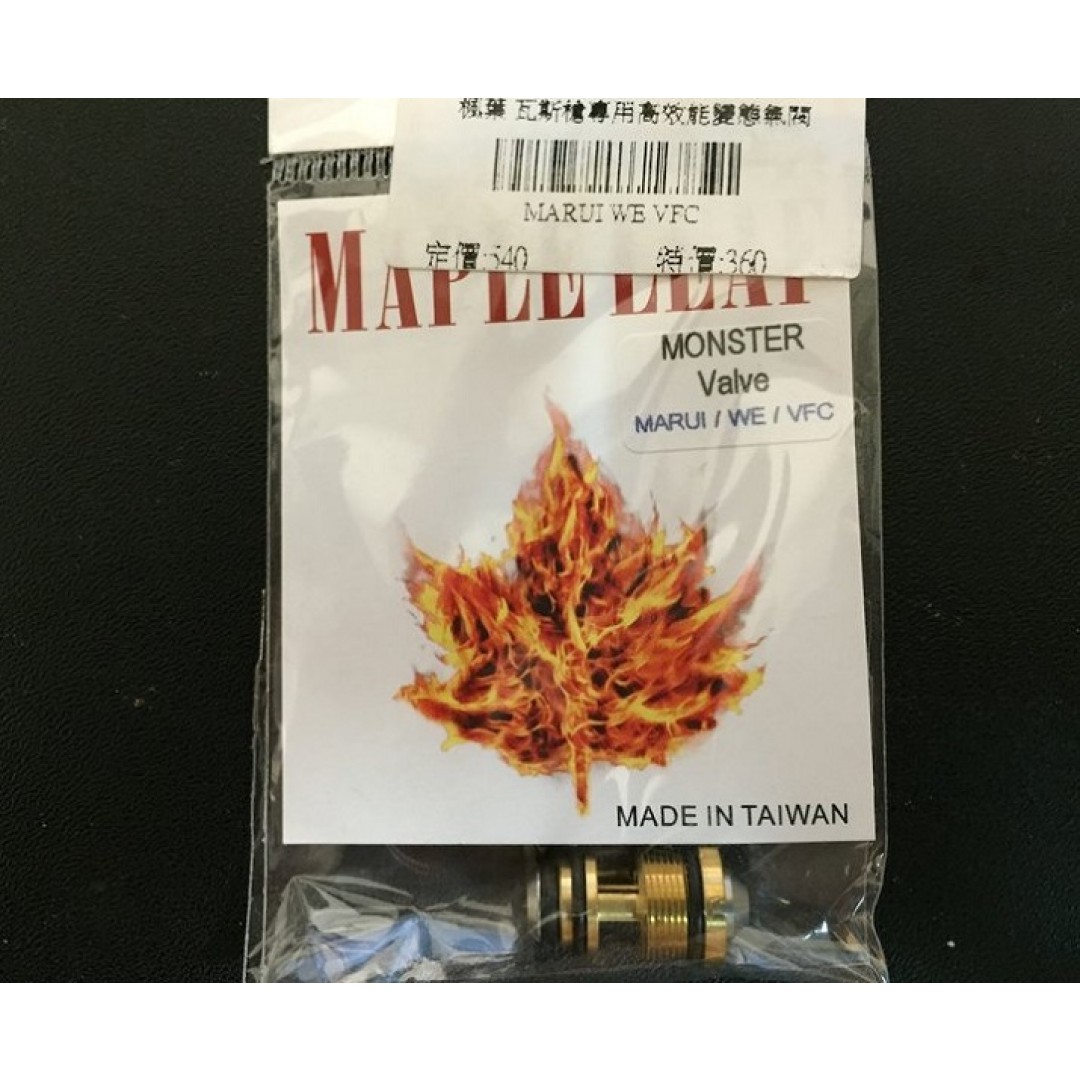 楓葉 瓦斯槍專用高效能變態氣閥
MARUI WE VFC
定價:540 特價:360
MAPLE LEAF
MONSTER
Valve
MARUI / WE / VFC
MADE IN TAIWAN